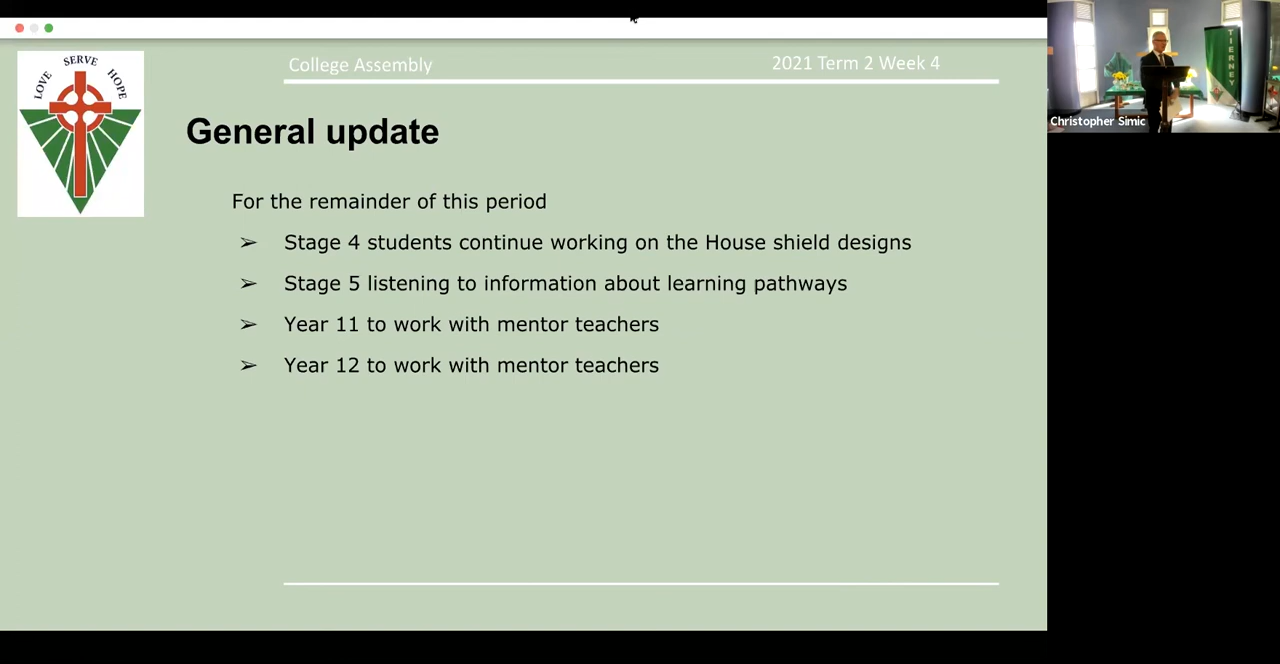 LOVE SERVE HOPE
College Assembly
2021 Term 2 Week 4
General update
For the remainder of this period
➢ Stage 4 students continue working on the House shield designs
➢ Stage 5 listening to information about learning pathways
➢ Year 11 to work with mentor teachers
➢ Year 12 to work with mentor teachers
TIERNEY
Christopher Simic